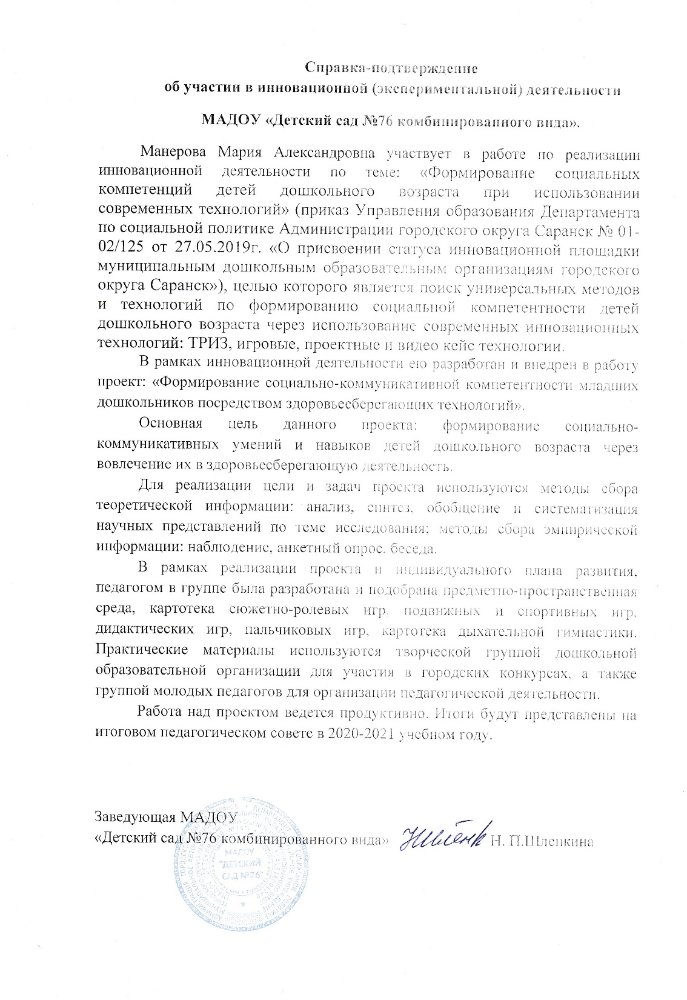 Справка-подтверждение
об участии в инновационной (экспериментальной) деятельности
МАДОУ «Детский сад №76 комбинированного вида».
Манерова Мария Александровна участвует в работе по реализации
инновационной деятельности по теме: «Формирование социальных
компетенций детей дошкольного возраста при использовании
современных технологий» (приказ Управления образования Департамента
по социальной политике Администрации городского округа Саранск № 01-
02/125 от 27.05.2019г. «О присвоении статуса инновационной площадки
муниципальным дошкольным образовательным организациям городского
округа Саранск»), целью которого является поиск универсальных методов
и технологий по формированию социальной компетентности детей
дошкольного возраста через использование современных инновационных
технологий: ТРИЗ, игровые, проектные и видео кейс технологии.
В рамках инновационной деятельности ею разработан и внедрен в работу
проект: «Формирование социально-коммуникативной компетентности младших
дошкольников посредством здоровьесберегающих технологий».
Основная цель данного проекта: формирование социально-
коммуникативных умений и навыков детей дошкольного возраста через
вовлечение их в здоровьесберегающую деятельность.
Для реализации цели и задач проекта используются методы сбора
теоретической информации: анализ, синтез, обобщение и систематизация
научных представлений по теме исследования; методы сбора эмпирической
информации: наблюдение, анкетный опрос, беседа.
В рамках реализации проекта и индивидуального плана развития,
педагогом в группе была разработана и подобрана предметно-пространственная
среда, картотека сюжетно-ролевых игр, подвижных и спортивных игр,
дидактических игр, пальчиковых игр, картотека дыхательной гимнастики.
Практические материалы используются творческой группой дошкольной
образовательной организации для участия в городских конкурсах, а также
группой молодых педагогов для организации педагогической деятельности.
Работа над проектом ведется продуктивно. Итоги будут представлены на
итоговом педагогическом совете в 2020-2021 учебном году.
Заведующая МАДОУ
«Детский сад №76 комбинированного вида» Н. П.Шленкина
МАДОУ
"ДЕТСКИЙ
САД №76"